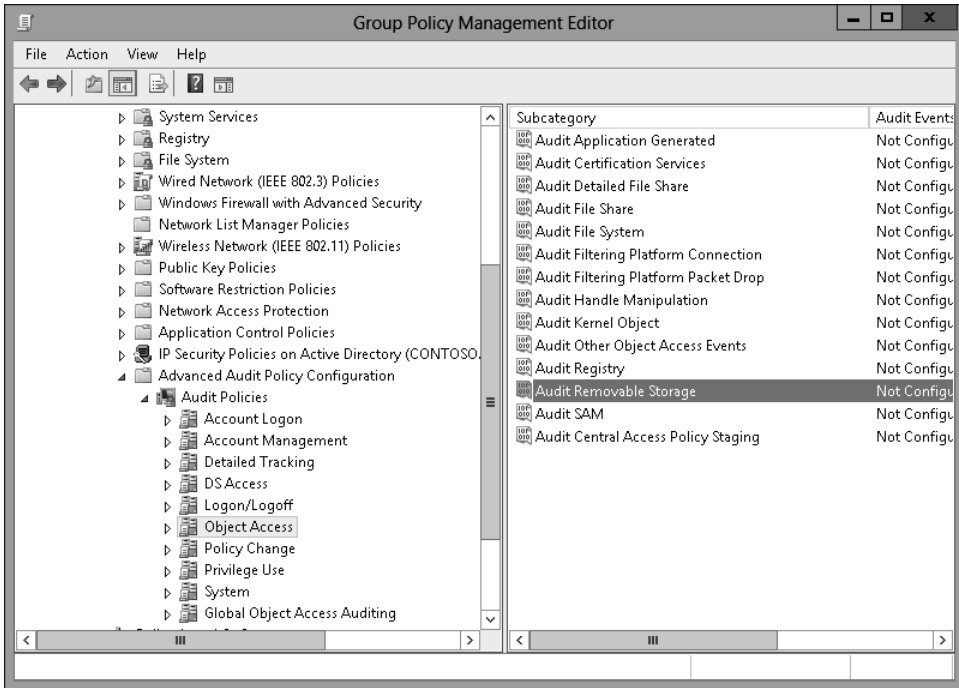 Group Policy Management Editor
File Action View Help
System Services
Registry
File System
Wired Network (IEEE 802.3) Policies
Windows Firewall with Advanced Security
Network List Manager Policies
Wireless Network (IEEE 802.11) Policies
Public Key Policies
Software Restriction Policies
Network Access Protection
Application Control Policies
IP Security Policies on Active Directory (CONTOSO.
Advanced Audit Policy Configuration
Audit Policies
Account Logon
Account Management
Detailed Tracking
DS Access
Logon/Logoff
Object Access
Policy Change
Privilege Use
System
Global Object Access Auditing
Subcategory Audit Events
Audit Application Generated Not Configu
Audit Certification Services Not Configu
Audit Detailed File Share Not Configu
Audit File Share Not Configu
Audit File System Not Configu
Audit Filtering Platform Connection Not Configu
Audit Filtering Platform Packet Drop Not Configu
Audit Handle Manipulation Not Configu
Audit Kernel Object Not Configu
Audit Other Object Access Events Not Configu
Audit Registry Not Configu
Audit Removable Storage Not Configu
Audit SAM Not Configu
Audit Central Access Policy Staging Not Configu